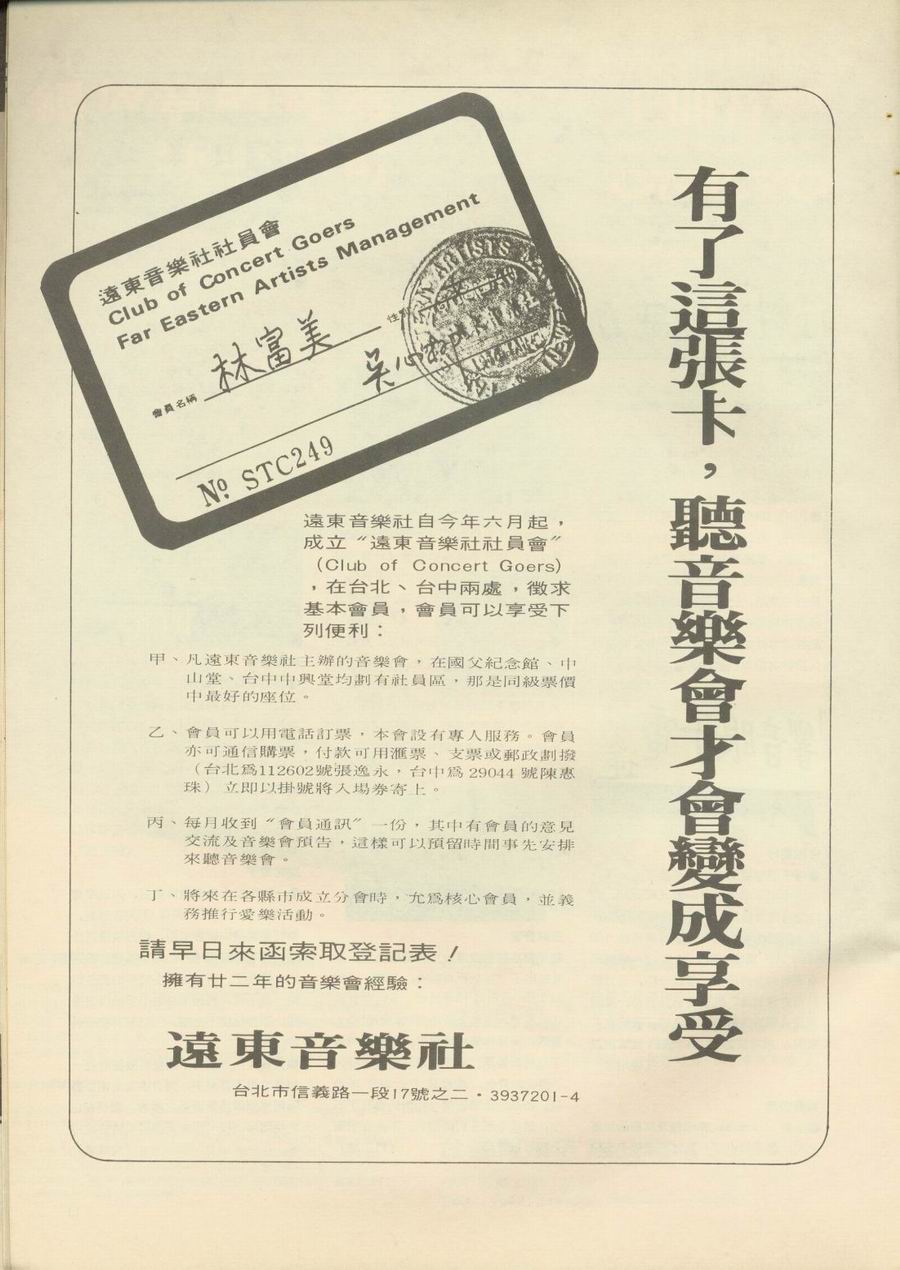 有了這張卡，聽音樂會才會變成享受
遠東音樂社社員會
Club of Concert Goers
Far Eastern Artists Management
會員名稱 林富美
No. STC249
遠東音樂社自今年六月起，
成立“遠東音樂社社員會”
(Club of Concert Goers)
，在台北、台中兩處，徵求
基本會員，會員可以享受下
列便利：
甲、凡遠東音樂社主辦的音樂會，在國父紀念館、中
山堂、台中中興堂均劃有社員區，那是同級票價
中最好的座位。
乙、會員可以用電話訂票，本會設有專人服務。會員
亦可通信購票，付款可用滙票、支票或郵政劃撥
（台北爲112602號張逸永，台中爲29044號陳惠
珠）立即以掛號將入場券寄上。
丙、每月收到“會員通訊”一份，其中有會員的意見
交流及音樂會預告，這樣可以預留時間事先安排
來聽音樂會。
丁、將來在各縣市成立分會時，尤爲核心會員，並義
務推行愛樂活動。
請早日來函索取登記表！
擁有廿二年的音樂會經驗：
遠東音樂社
台北市信義路一段17號之二・3937201-4